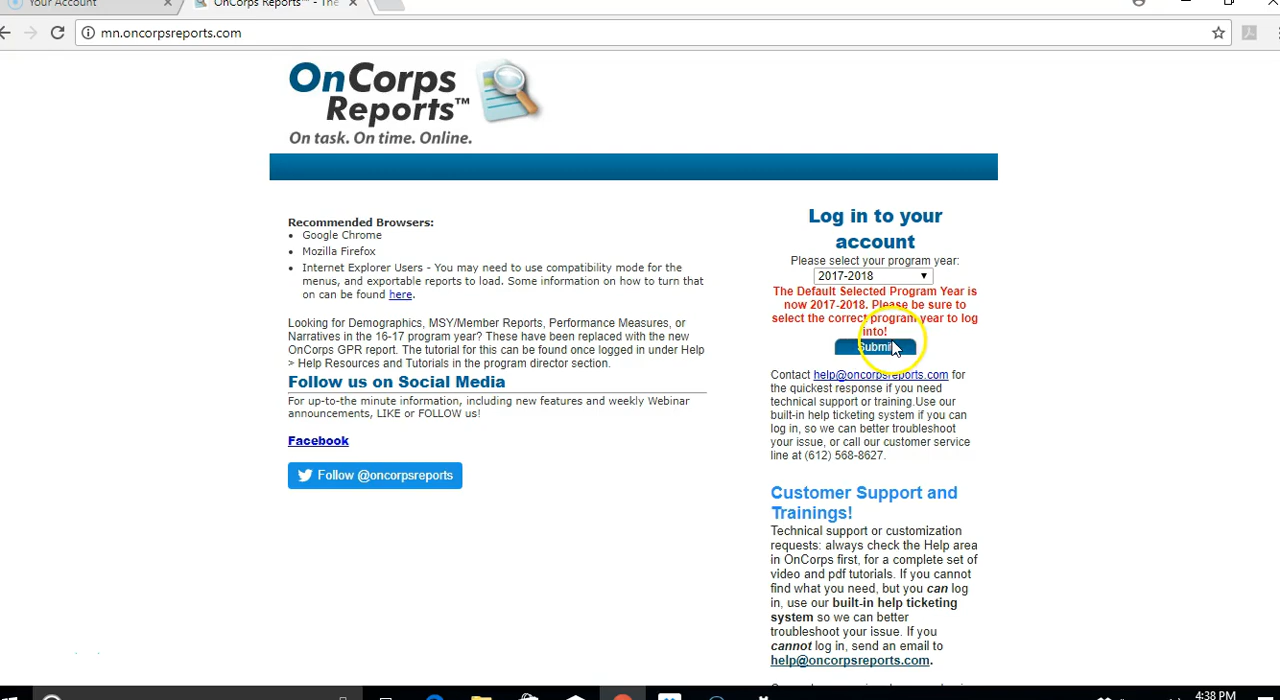 Your Account
OnCorps Reports™ - The
mn.oncorpsreports.com
OnCorps
Reports™
On task. On time. Online.
Recommended Browsers:
Google Chrome
Mozilla Firefox
Internet Explorer Users - You may need to use compatibility mode for the
menus, and exportable reports to load. Some information on how to turn that
on can be found here.
Looking for Demographics, MSY/Member Reports, Performance Measures, or
Narratives in the 16-17 program year? These have been replaced with the new
OnCorps GPR report. The tutorial for this can be found once logged in under Help
> Help Resources and Tutorials in the program director section.
Follow us on Social Media
For up-to-the minute information, including new features and weekly Webinar
announcements, LIKE or FOLLOW us!
Facebook
Follow @oncorpsreports
Log in to your
account
Please select your program year:
2017-2018
The Default Selected Program Year is
now 2017-2018. Please be sure to
select the correct program year to log
into!
Submit
Contact help@oncorpsreports.com for
the quickest response if you need
technical support or training.Use our
built-in help ticketing system if you can
log in, so we can better troubleshoot
your issue, or call our customer service
line at (612) 568-8627.
Customer Support and
Trainings!
Technical support or customization
requests: always check the Help area
in OnCorps first, for a complete set of
video and pdf tutorials. If you cannot
find what you need, but you can log
in, use our built-in help ticketing
system so we can better
troubleshoot your issue. If you
cannot log in, send an email to
help@oncorpsreports.com.
4:38 PM